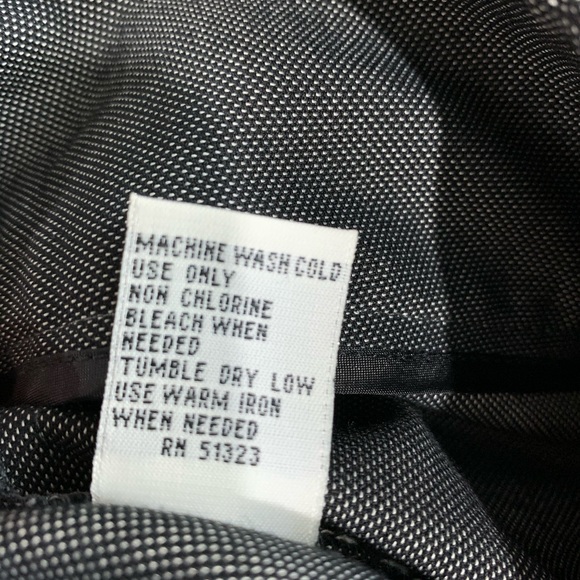 MACHINE WASH COLD
USE ONLY
NON CHLORINE
BLEACH WHEN
NEEDED
TUMBLE DRY LOW
USE WARM IRON
WHEN NEEDED
RN 51323